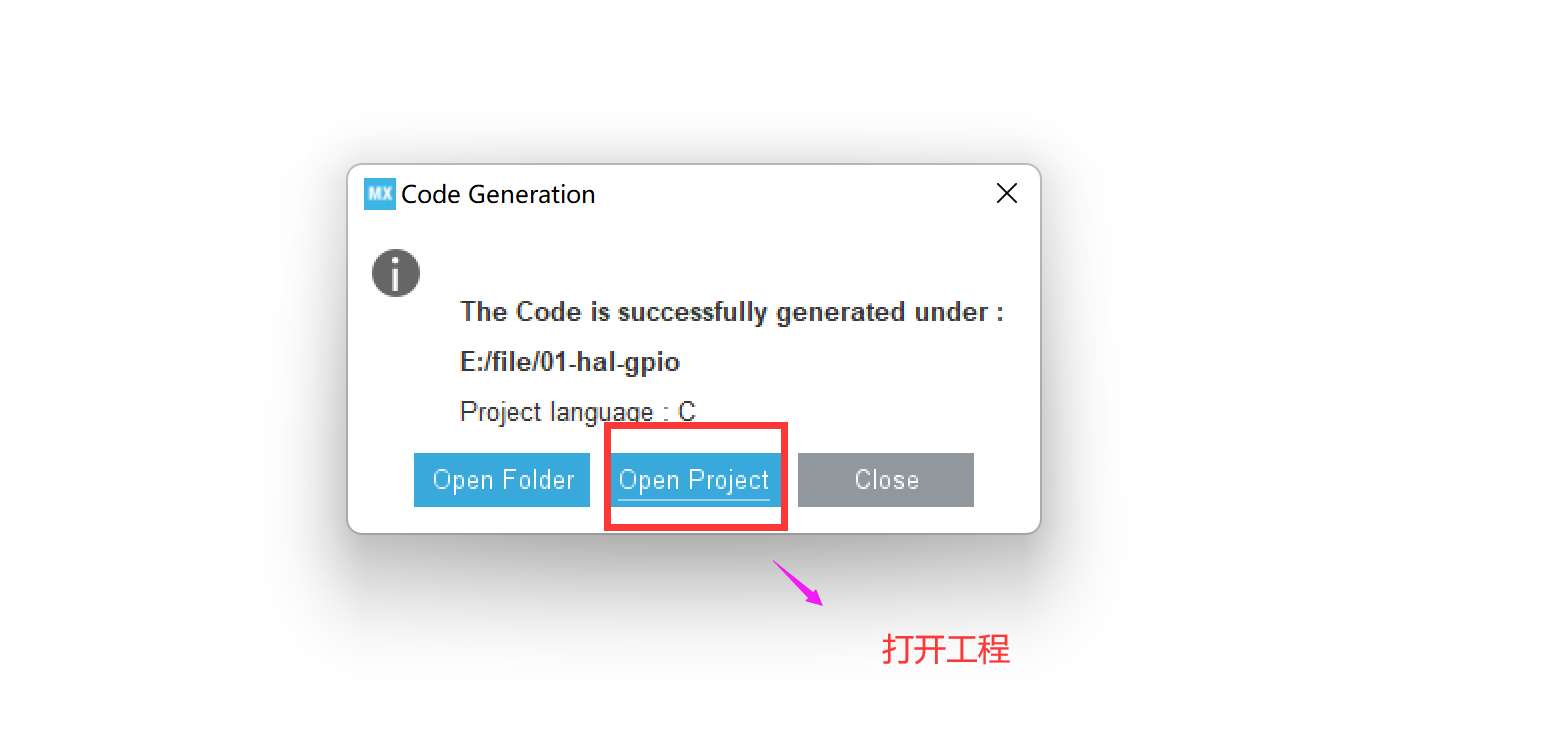 MX Code Generation
The Code is successfully generated under :
E:/file/01-hal-gpio
Project language : C
Open Folder Open Project Close
打开工程